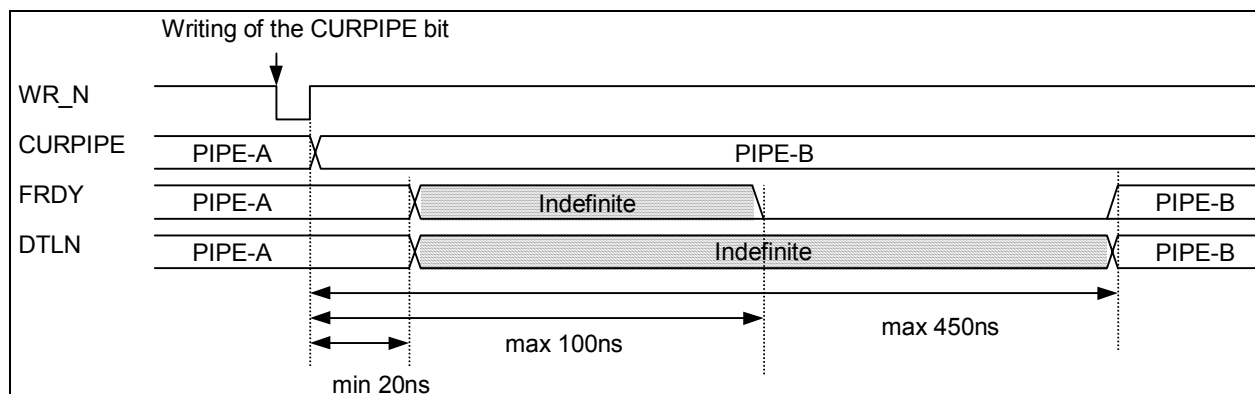 Writing of the CURPIPE bit
WR_N
CURPIPE PIPE-A PIPE-B
FRDY PIPE-A Indefinite PIPE-B
DTLN PIPE-A Indefinite PIPE-B
max 450ns
max 100ns
min 20ns